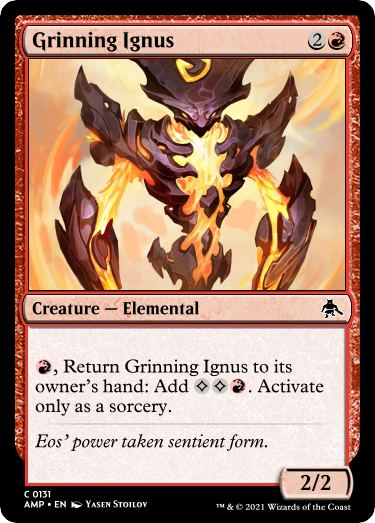 Grinning Ignus 2
Creature — Elemental
, Return Grinning Ignus to its
owner's hand: Add . Activate
only as a sorcery.
Eos' power taken sentient form.
2/2
C 0131
AMP • EN Yasen Stoilov
™ & © 2021 Wizards of the Coast